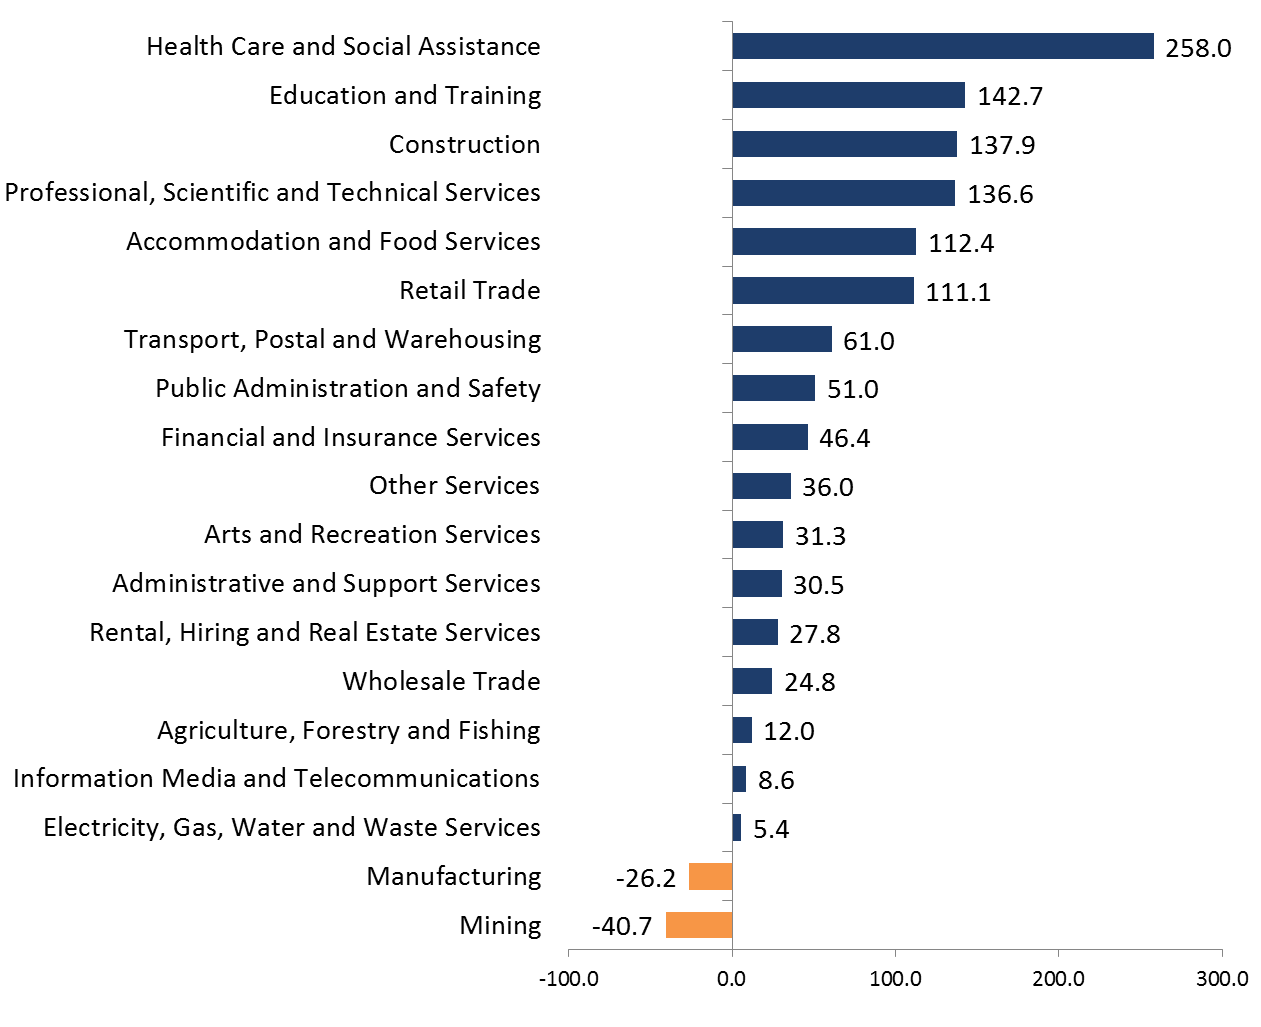 Health Care and Social Assistance 258.0
Education and Training 142.7
Construction 137.9
Professional, Scientific and Technical Services 136.6
Accommodation and Food Services 112.4
Retail Trade 111.1
Transport, Postal and Warehousing 61.0
Public Administration and Safety 51.0
Financial and Insurance Services 46.4
Other Services 36.0
Arts and Recreation Services 31.3
Administrative and Support Services 30.5
Rental, Hiring and Real Estate Services 27.8
Wholesale Trade 24.8
Agriculture, Forestry and Fishing 12.0
Information Media and Telecommunications 8.6
Electricity, Gas, Water and Waste Services 5.4
Manufacturing -26.2
Mining -40.7
-100.0 0.0 100.0 200.0 300.0